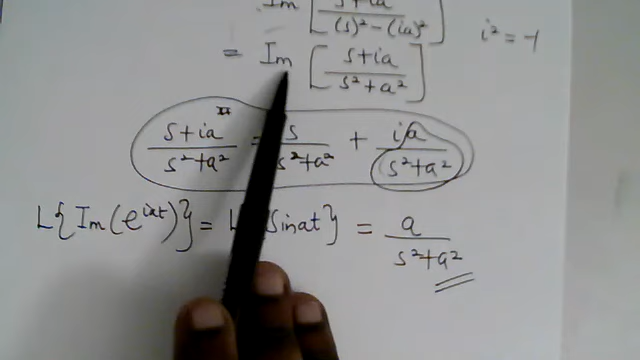 Im [ s+ia / (s)² − (ia)² ] i² = −1
= Im [ s+ia / s²+a² ]
s+ia / s²+a² = s / s²+a² + ia / (s²+a²)
L{Im(e^iat)} = L{Sinat} = a / s²+a²